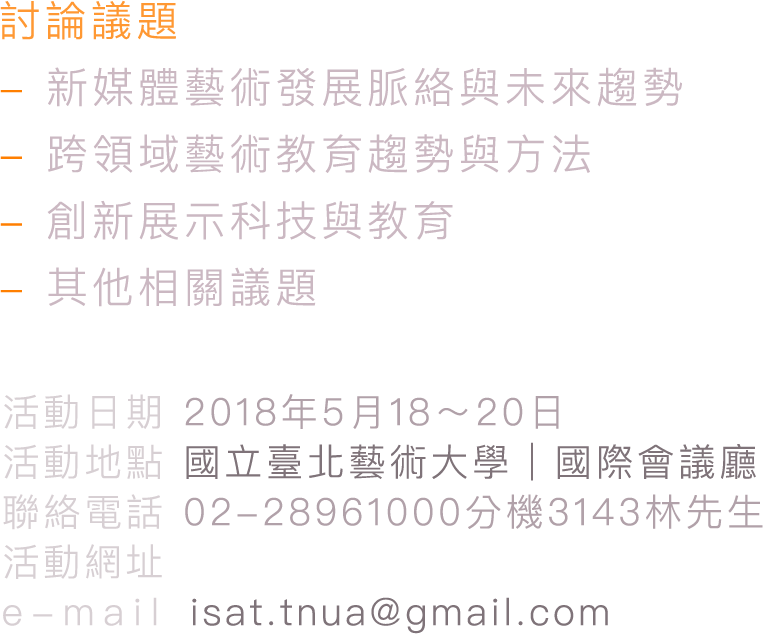 討論議題
– 新媒體藝術發展脈絡與未來趨勢
– 跨領域藝術教育趨勢與方法
– 創新展示科技與教育
– 其他相關議題
活動日期 2018年5月18～20日
活動地點 國立臺北藝術大學｜國際會議廳
聯絡電話 02-28961000分機3143林先生
活動網址
e-mail isat.tnua@gmail.com